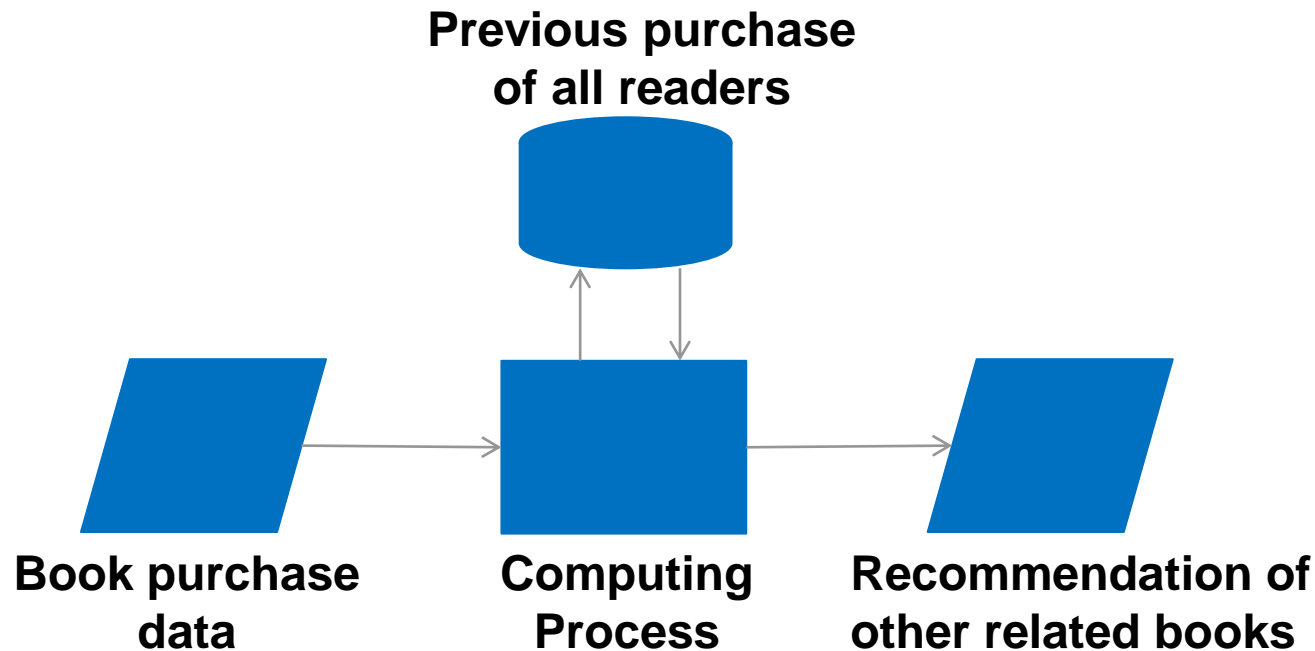 Previous purchase
of all readers
Book purchase
data
Computing
Process
Recommendation of
other related books